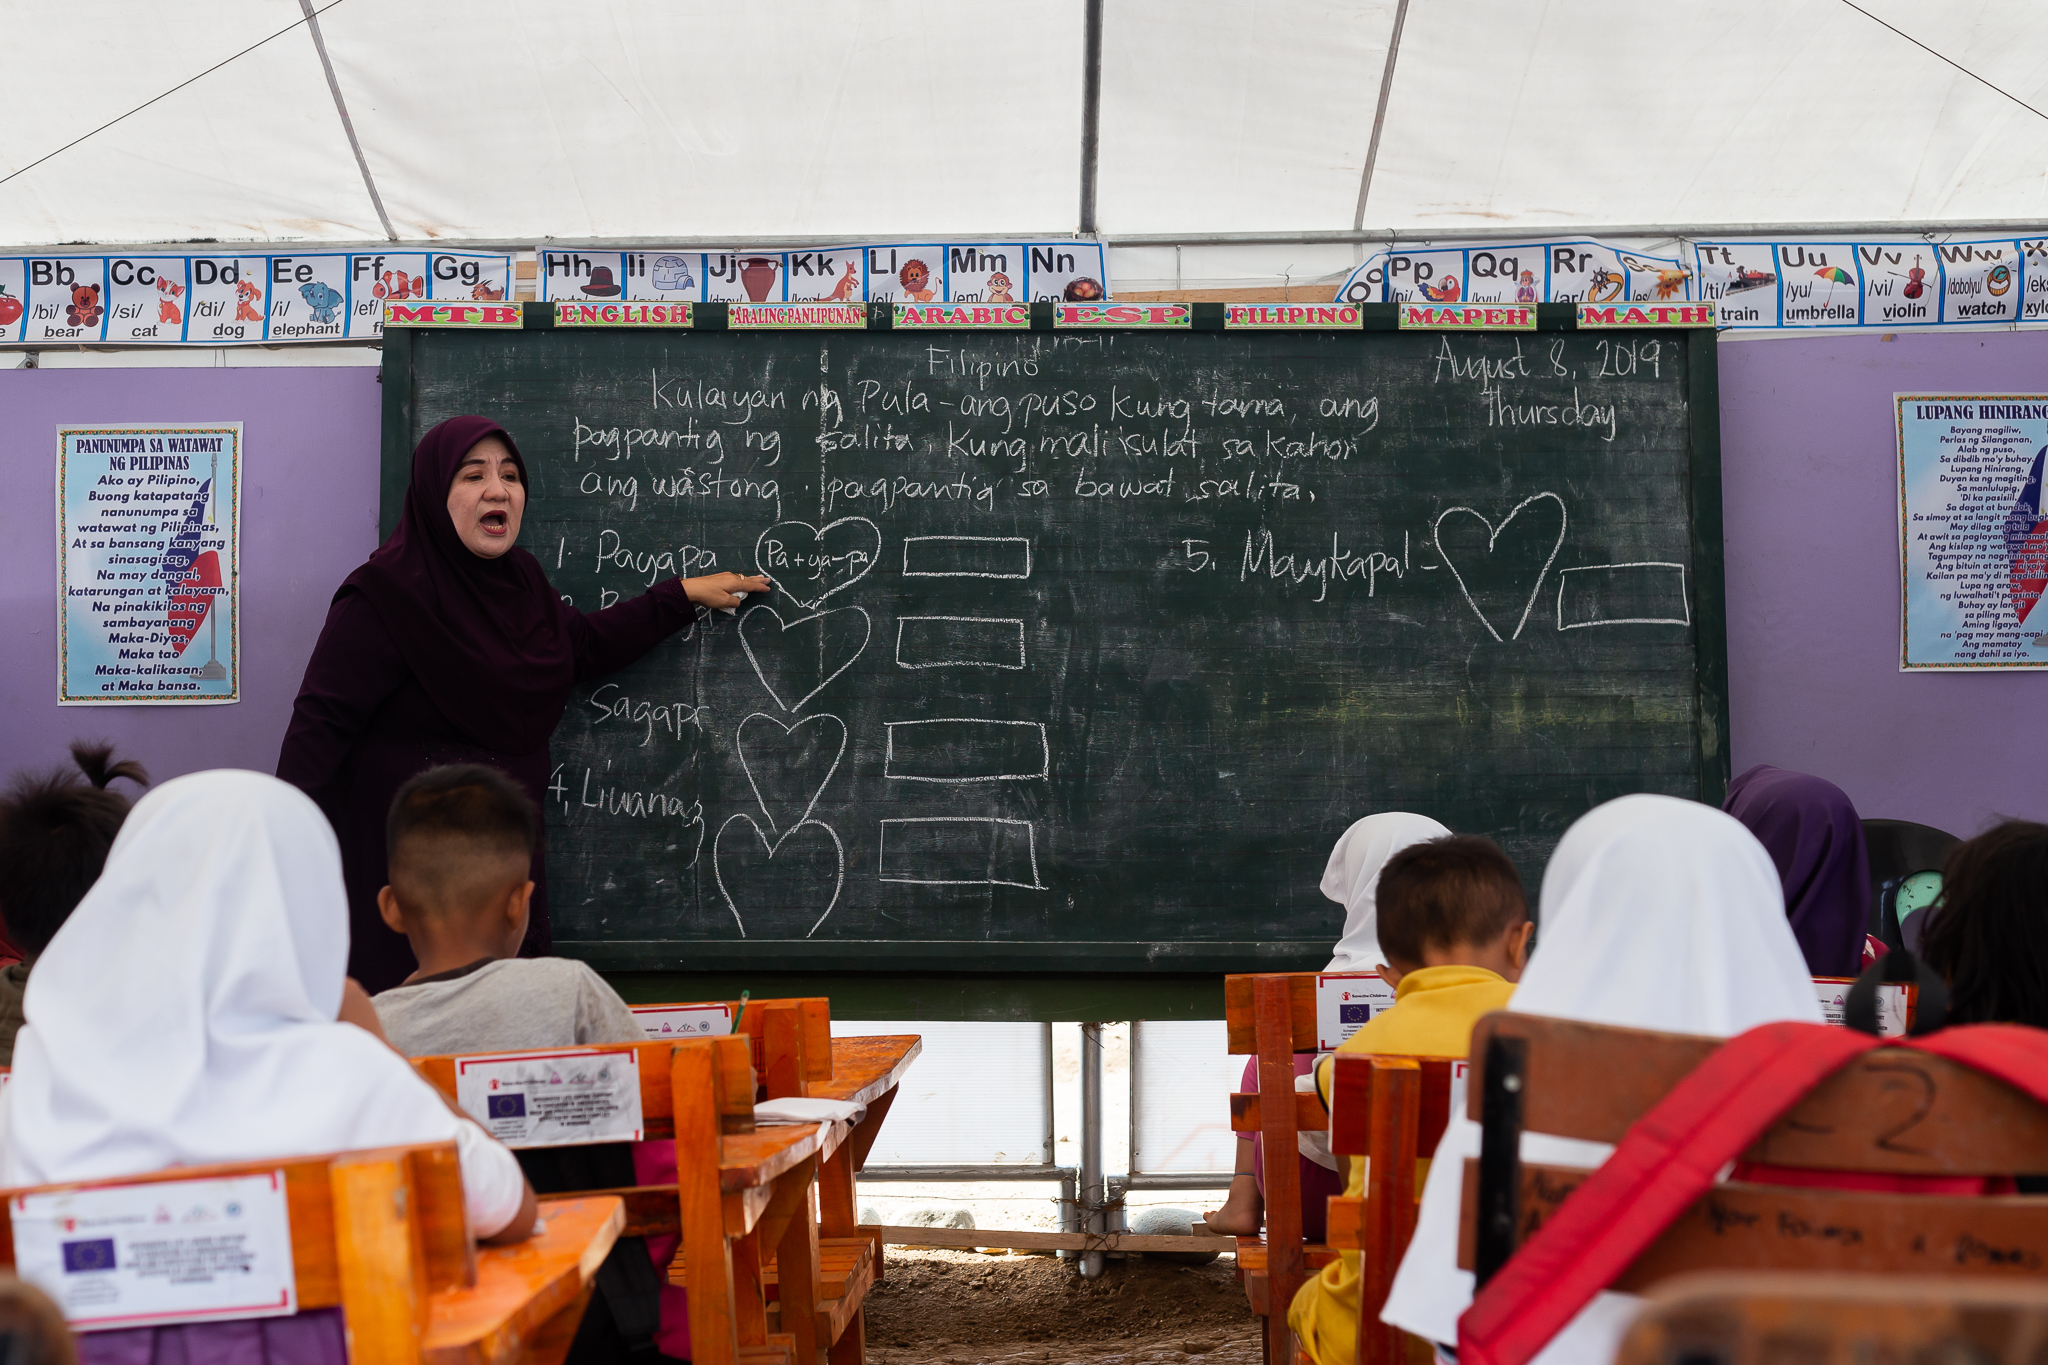 Bb
/bi/
bear
Cc
/si/
cat
Dd
/di/
dog
Ee
/i/
elephant
Ff
/ef/
Gg
Hh
Ii
Jj
Kk
Ll
Mm
/em/
Nn
Oo
Pp
Qq
Rr
/ar/
Tt
/ti/
train
Uu
/yu/
umbrella
Vv
/vi/
violin
Ww
/dobolyu/
watch
MTB
ENGLISH
ARALING PANLIPUNAN
ARABIC
ESP
FILIPINO
MAPEH
MATH
Filipino
August 8, 2019
Thursday
Kulayan ng Pula - ang puso kung tama, ang
pagpantig ng salita, kung mali isulat sa kahon
ang wastong pagpantig sa bawat salita.
1. Payapa
Pa+ya-pa
Sagapr
4. Liwanag
5. Maykapal -
PANUNUMPA SA WATAWAT
NG PILIPINAS
Ako ay Pilipino,
Buong katapatang
nanunumpa sa
watawat ng Pilipinas,
At sa bansang kanyang
sinasagisag,
Na may dangal,
katarungan at kalayaan,
Na pinakikilos ng
sambayanang
Maka-Diyos,
Maka tao
Maka-kalikasan,
at Maka bansa.
LUPANG HINIRANG
Bayang magiliw,
Perlas ng Silanganan,
Alab ng puso,
Sa dibdib mo'y buhay.
Lupang Hinirang,
Duyan ka ng magiting,
Sa manlulupig,
'Di ka pasisiil.
Sa dagat at bundok,
Sa simoy at sa langit mong
May dilag ang tula
At awit sa paglayang
Ang kislap ng watawat mo'y
Tagumpay na nagniningning
Ang bituin at araw niyang
Kailan pa ma'y di
Lupa ng araw,
ng luwalhati't pagsinta,
Buhay ay langit
sa piling mo;
Aming ligaya,
na 'pag may mang-aapi
Ang mamatay
nang dahil sa iyo.
Save the Children
2